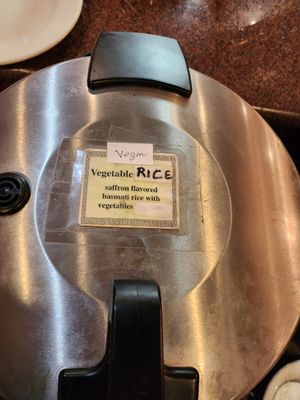 Vegan
Vegetable RICE
saffron flavored
basmati rice with
vegetables